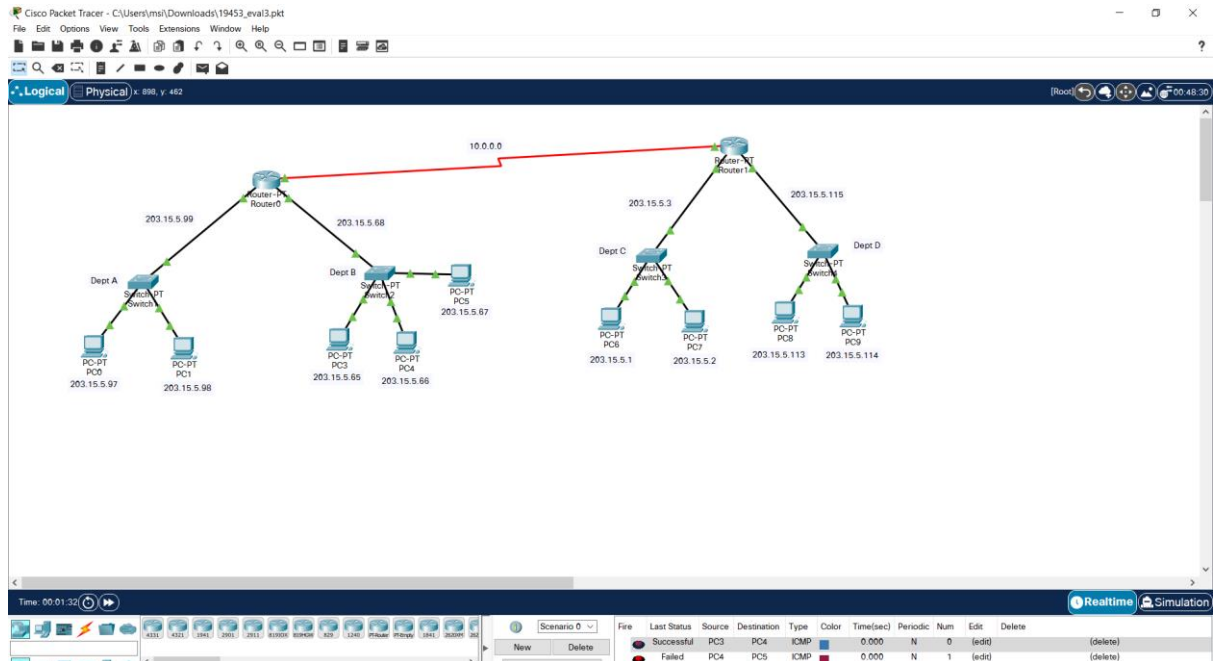 Cisco Packet Tracer - C:\Users\msi\Downloads\19453_eval3.pkt
File Edit Options View Tools Extensions Window Help
?
Logical Physical x: 898, y: 462 [Root] 00:48:30
10.0.0.0
Router-PT
Router1
Router-PT
Router0
203.15.5.115
203.15.5.3
203.15.5.99
203.15.5.68
Dept C
Dept D
Dept A
Dept B
Switch-PT
Switch1
Switch-PT
Switch2
Switch-PT
Switch3
Switch-PT
Switch4
PC-PT
PC5
203.15.5.67
PC-PT
PC0
203.15.5.97
PC-PT
PC1
203.15.5.98
PC-PT
PC3
203.15.5.65
PC-PT
PC4
203.15.5.66
PC-PT
PC6
203.15.5.1
PC-PT
PC7
203.15.5.2
PC-PT
PC8
203.15.5.113
PC-PT
PC9
203.15.5.114
Time: 00:01:32
Realtime Simulation
4331 4321 1941 2901 2911 819IOX 819HGW 829 1240 PT-Router PT-Empty 1841 2620XM
Scenario 0
New Delete
Fire Last Status Source Destination Type Color Time(sec) Periodic Num Edit Delete
Successful PC3 PC4 ICMP 0.000 N 0 (edit) (delete)
Failed PC4 PC5 ICMP 0.000 N 1 (edit) (delete)